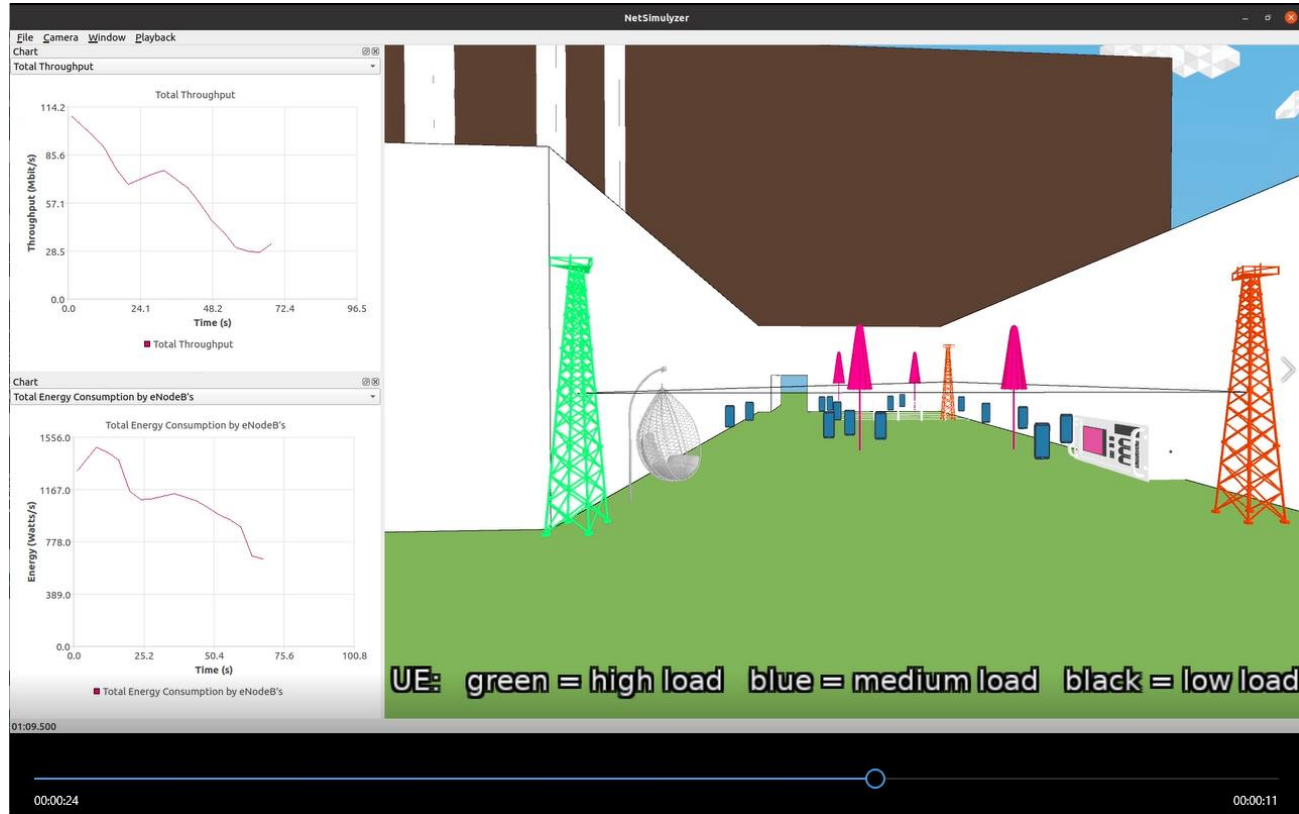 NetSimulyzer
File Camera Window Playback
Chart
Total Throughput
Total Throughput
114.2
85.6
57.1
28.5
0.0
Throughput (Mbit/s)
0.0 24.1 48.2 72.4 96.5
Time (s)
Total Throughput
Chart
Total Energy Consumption by eNodeB's
Total Energy Consumption by eNodeB's
1556.0
1167.0
778.0
389.0
0.0
Energy (Watts/s)
0.0 25.2 50.4 75.6 100.8
Time (s)
Total Energy Consumption by eNodeB's
UE: green = high load blue = medium load black = low load
01:09.500
00:00:24 00:00:11